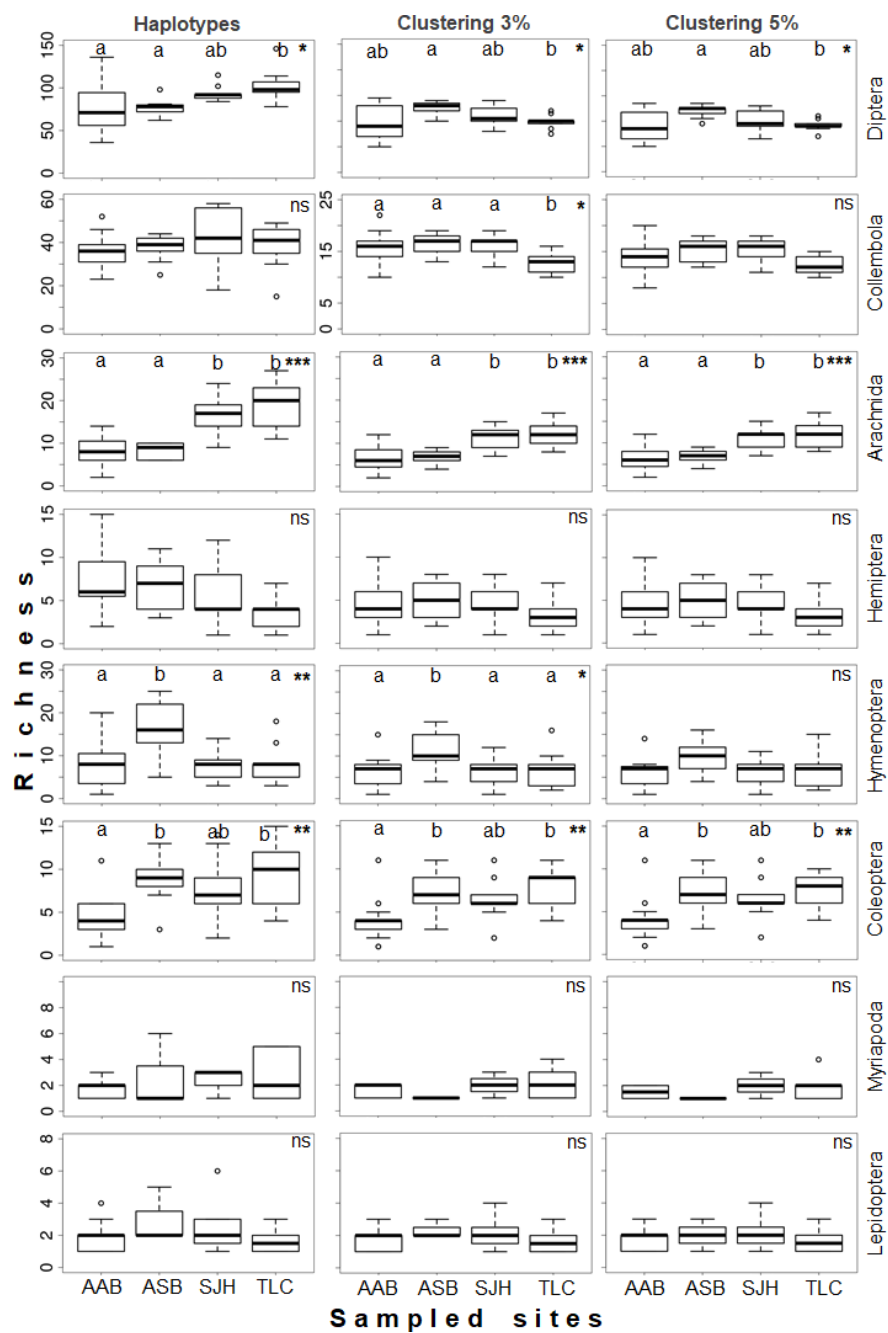 Haplotypes Clustering 3% Clustering 5%
150 100 50 0
a a ab b *
ab a a b *
ab a a b *
Diptera
60 40 20 0
ns
25 15 5 0
a a a b *
ns
Collembola
30 20 10 0
a a b b ***
a a b b ***
a a b b ***
Arachnida
15 10 5 0
ns
ns
ns
Hemiptera
30 20 10 0
a b a a **
a b a a *
ns
Hymenoptera
15 10 5 0
a b ab b **
a b ab b **
a b ab b **
Coleoptera
8 6 4 2 0
ns
ns
ns
Myriapoda
8 6 4 2 0
ns
ns
ns
Lepidoptera
Richness
AAB ASB SJH TLC AAB ASB SJH TLC AAB ASB SJH TLC
Sampled sites